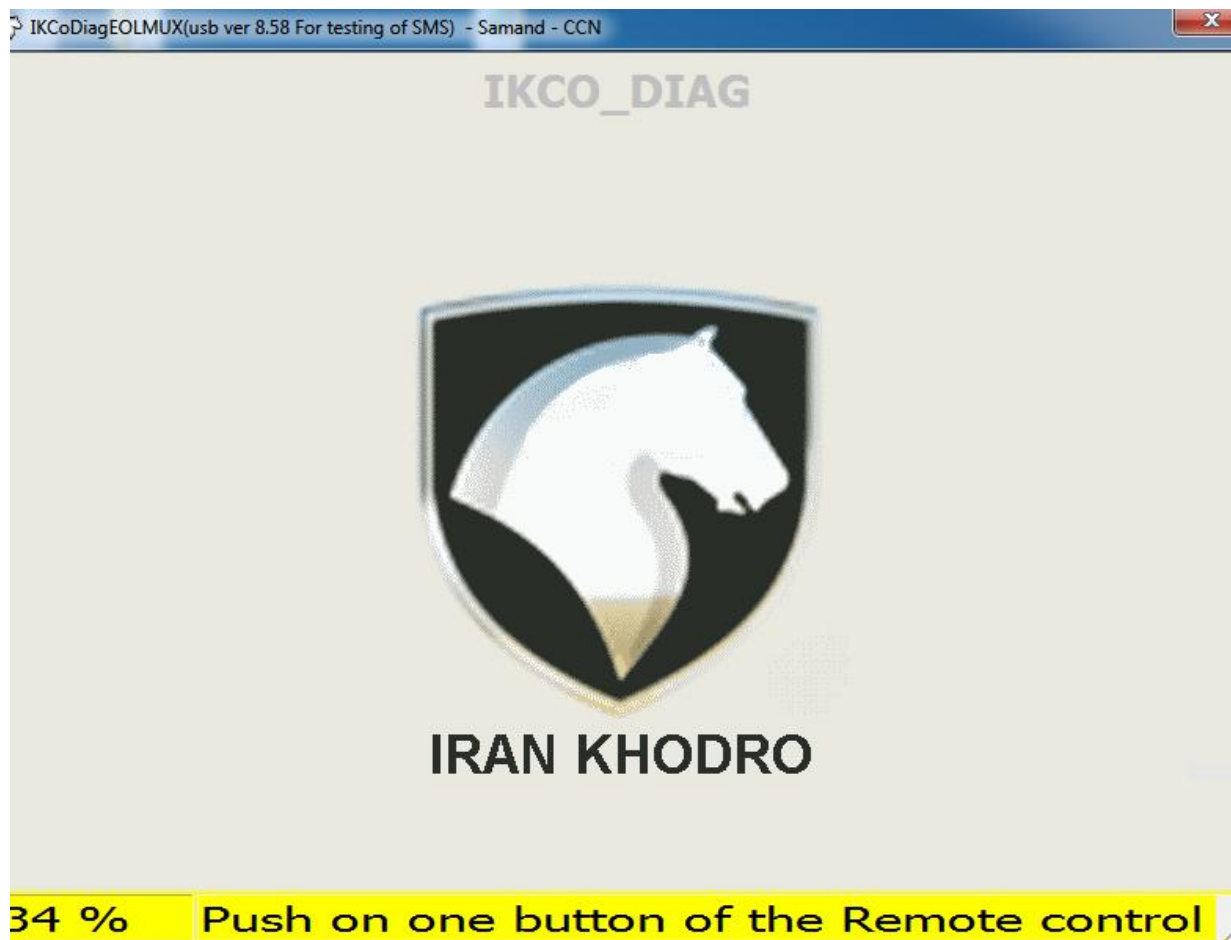 IKCoDiagEOLMUX(usb ver 8.58 For testing of SMS) - Samand - CCN
IKCO_DIAG
IRAN KHODRO
34 % Push on one button of the Remote control